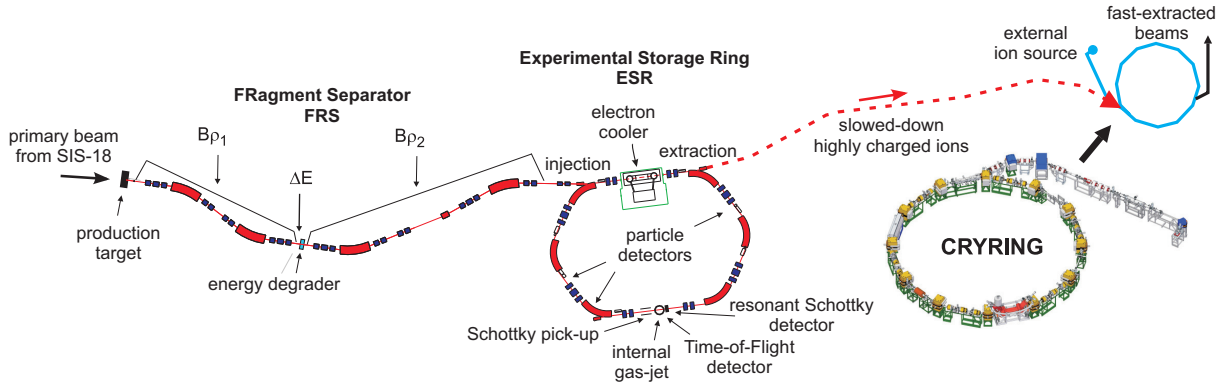 primary beam
from SIS-18
production
target
FRagment Separator
FRS
Bρ1
Bρ2
ΔE
energy degrader
Experimental Storage Ring
ESR
electron
cooler
injection
extraction
particle
detectors
Schottky pick-up
internal
gas-jet
Time-of-Flight
detector
resonant Schottky
detector
slowed-down
highly charged ions
external
ion source
fast-extracted
beams
CRYRING